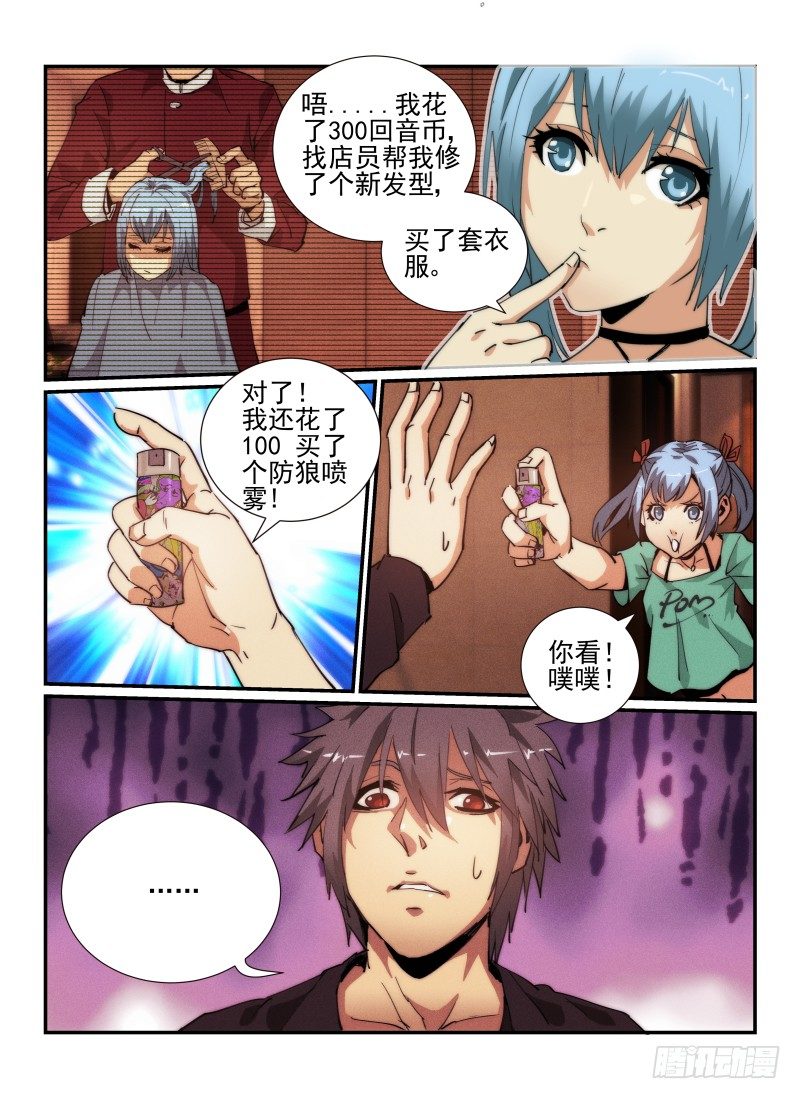 唔.....我花
了300回音币,
找店员帮我修
了个新发型,
买了套衣
服。
对了!
我还花了
100 买了
个防狼喷
雾!
你看!
噗噗!
Pom
......
腾讯动漫